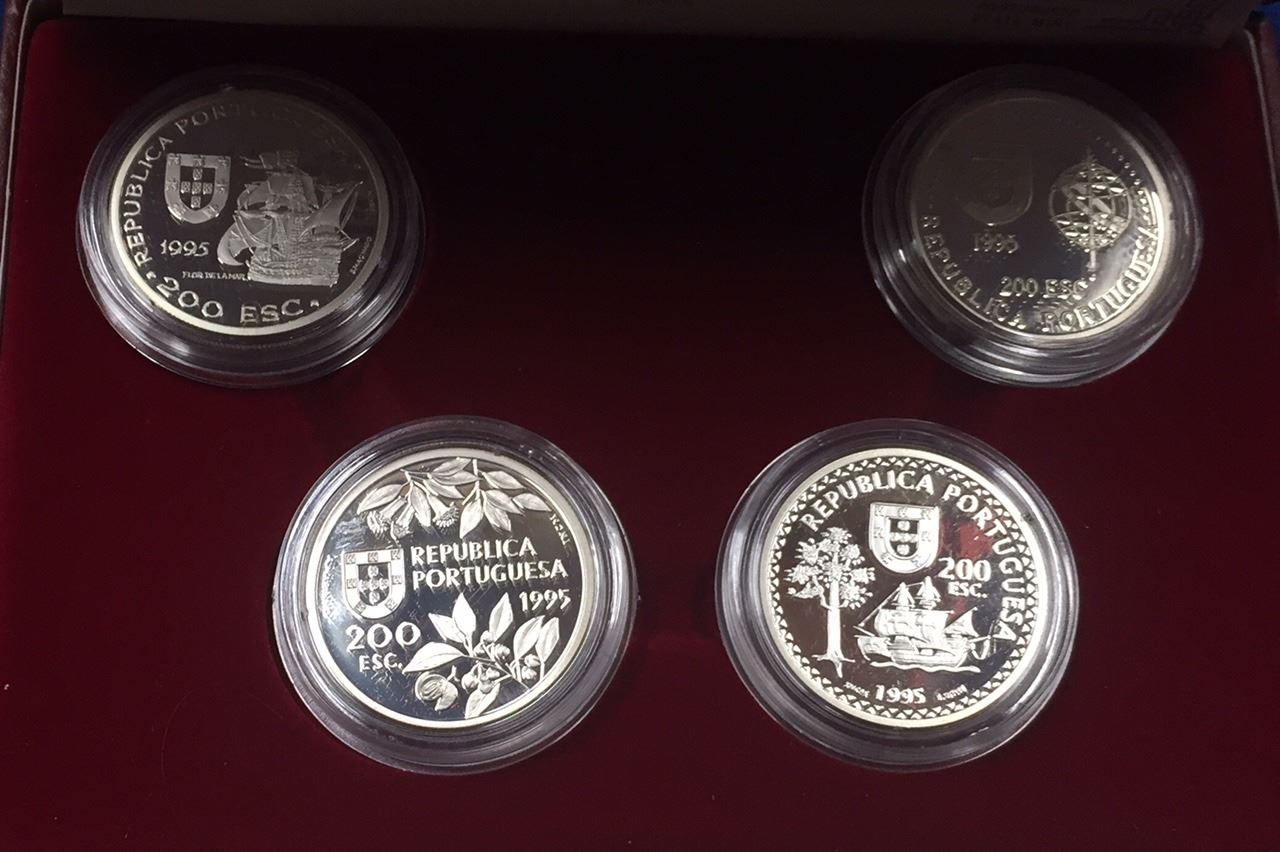 REPUBLICA PORTUGUESA
1995
FLOR DE LA MAR
200 ESC.
1995
200 ESC.
REPUBLICA PORTUGUESA
REPUBLICA
PORTUGUESA
1995
200
ESC.
REPUBLICA PORTUGUESA
200
ESC.
1995